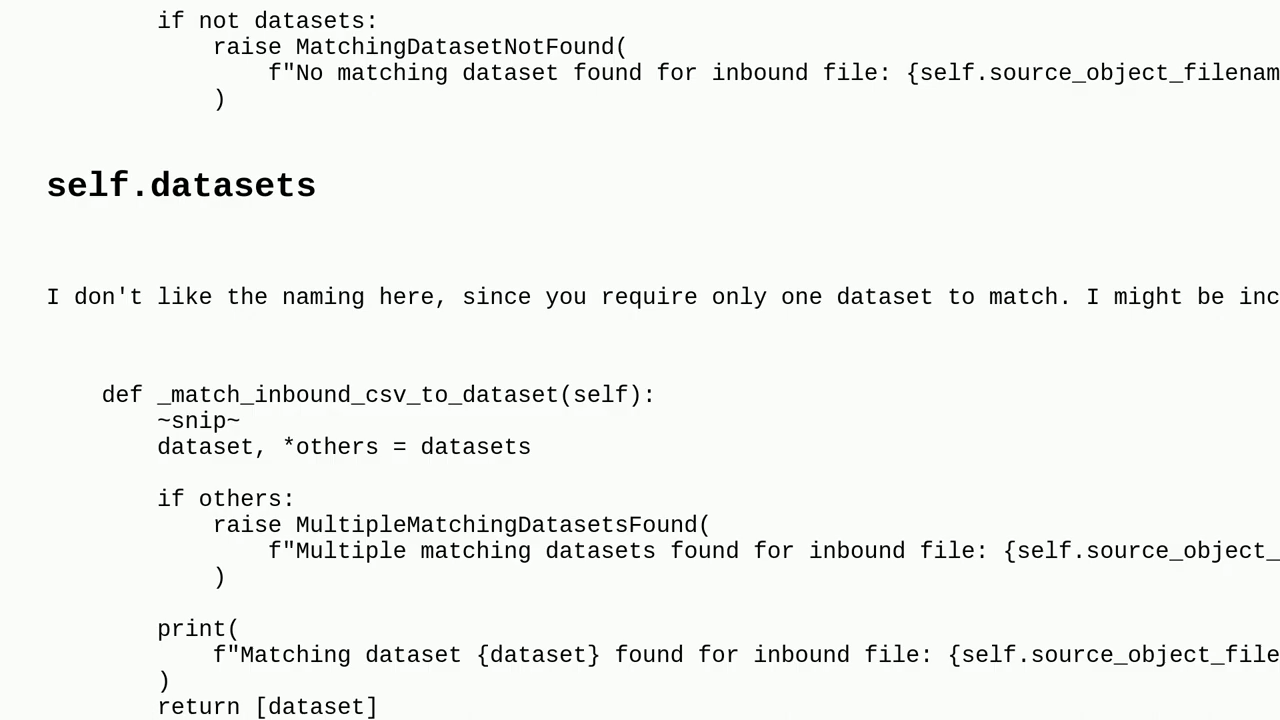 if not datasets:
raise MatchingDatasetNotFound(
f"No matching dataset found for inbound file: {self.source_object_filenam
)
self.datasets
I don't like the naming here, since you require only one dataset to match. I might be inc
def _match_inbound_csv_to_dataset(self):
~snip~
dataset, *others = datasets
if others:
raise MultipleMatchingDatasetsFound(
f"Multiple matching datasets found for inbound file: {self.source_object_
)
print(
f"Matching dataset {dataset} found for inbound file: {self.source_object_file
)
return [dataset]